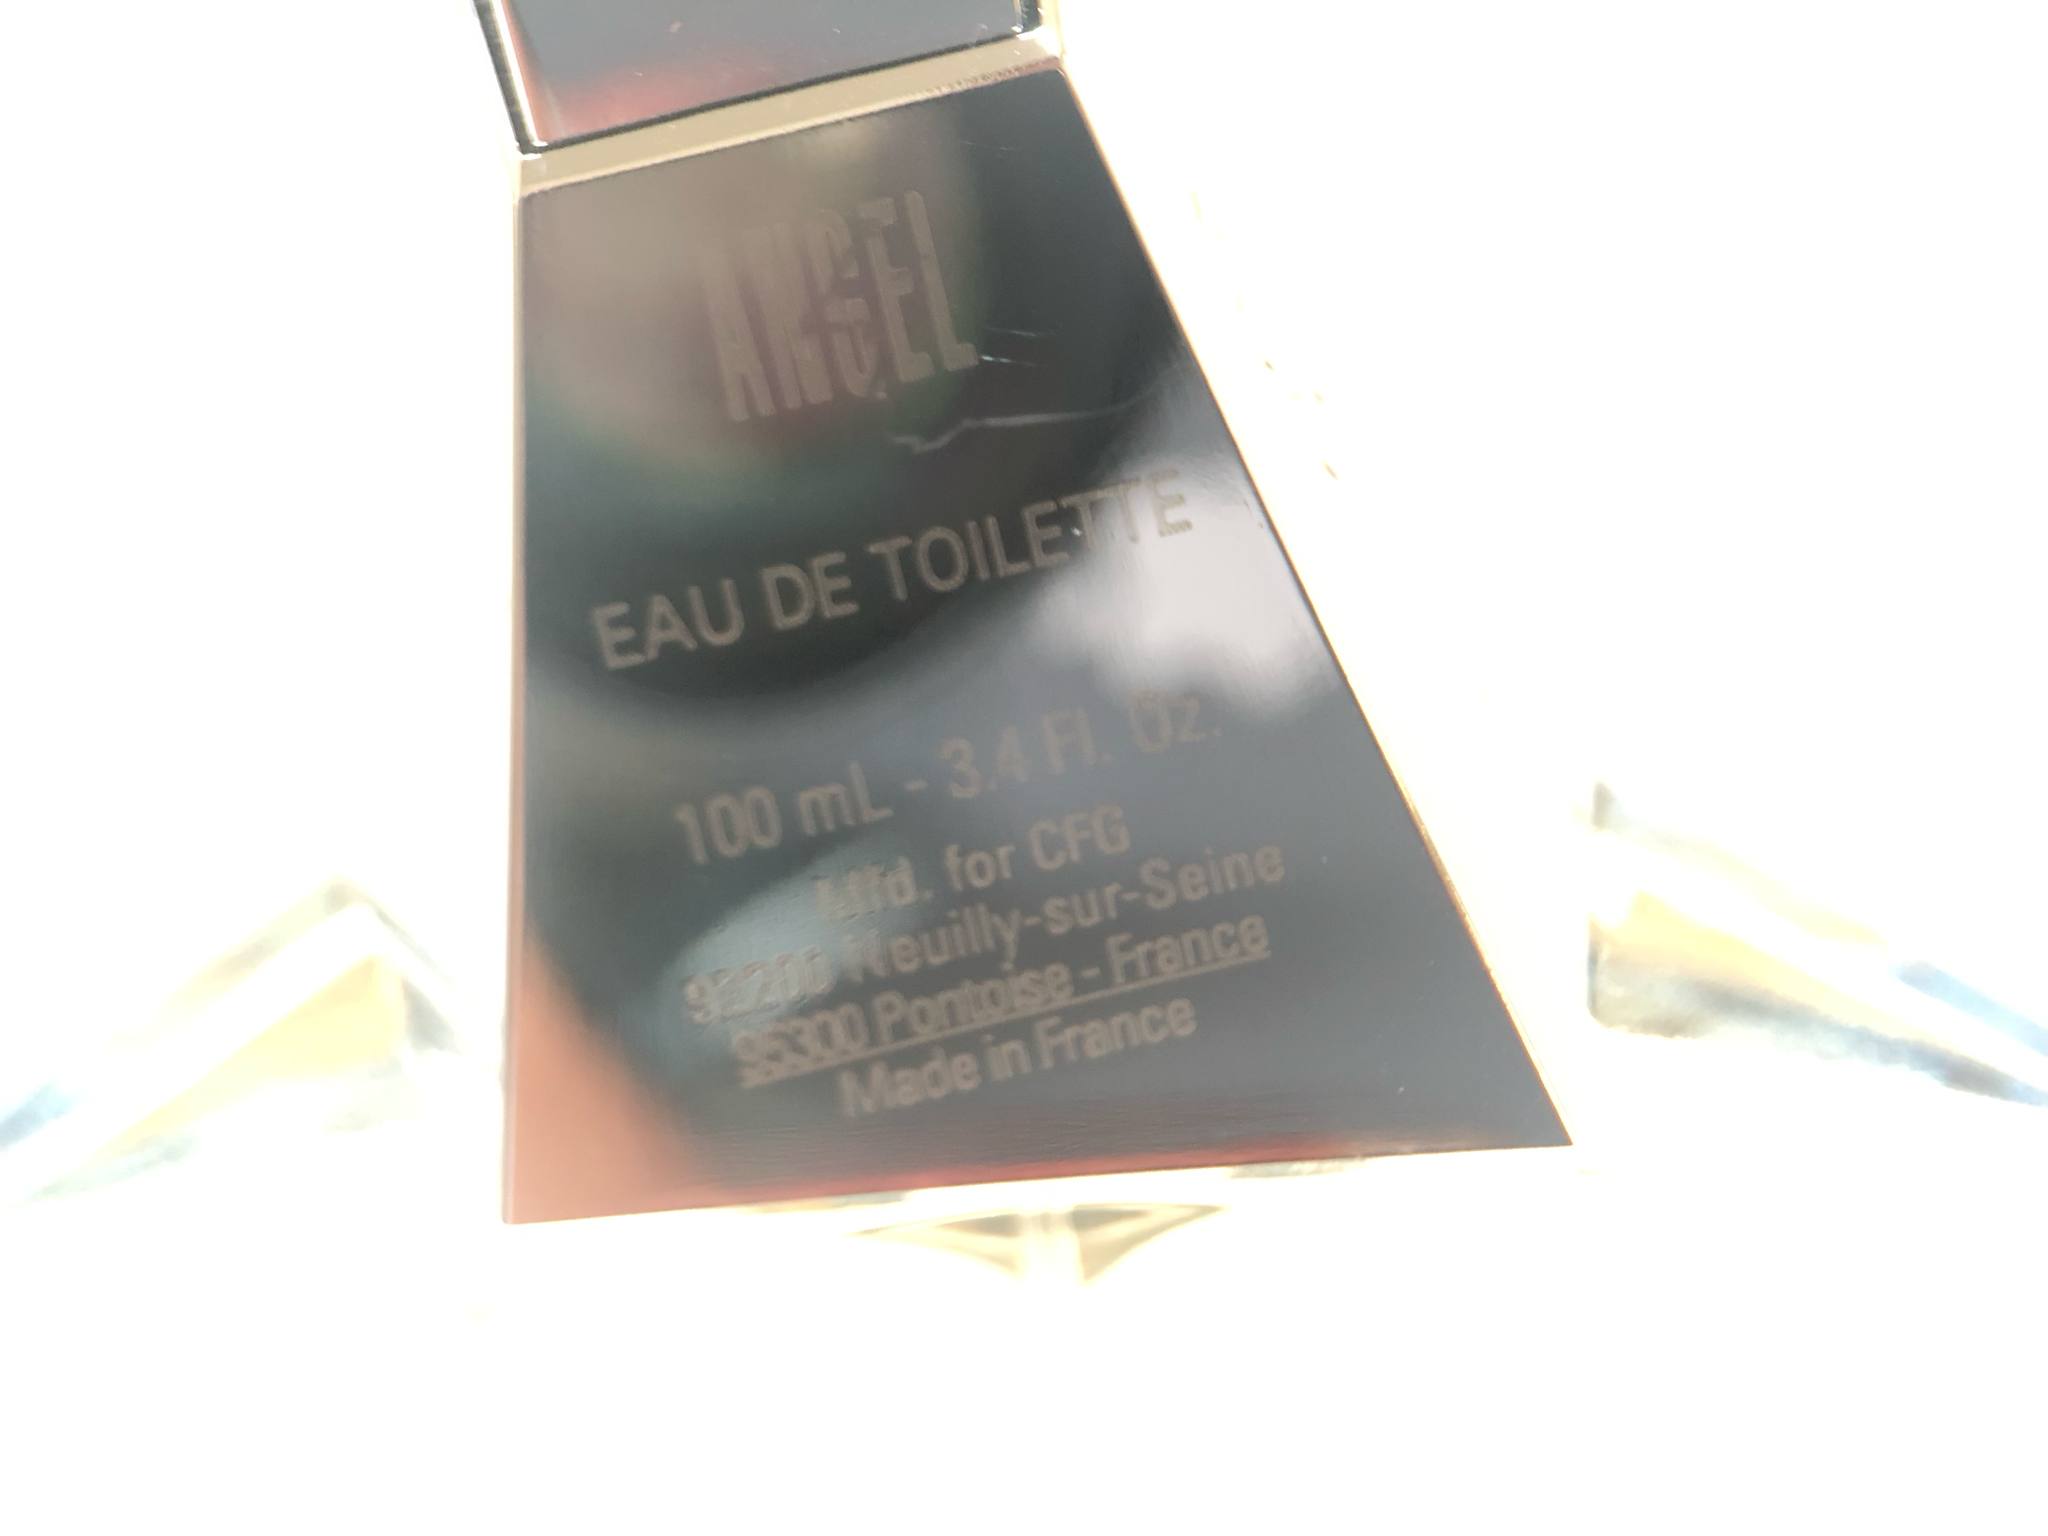 ANGEL
EAU DE TOILETTE
100 mL - 3.4 Fl. Oz.
Mfd. for CFG
92200 Neuilly-sur-Seine
95300 Pontoise - France
Made in France